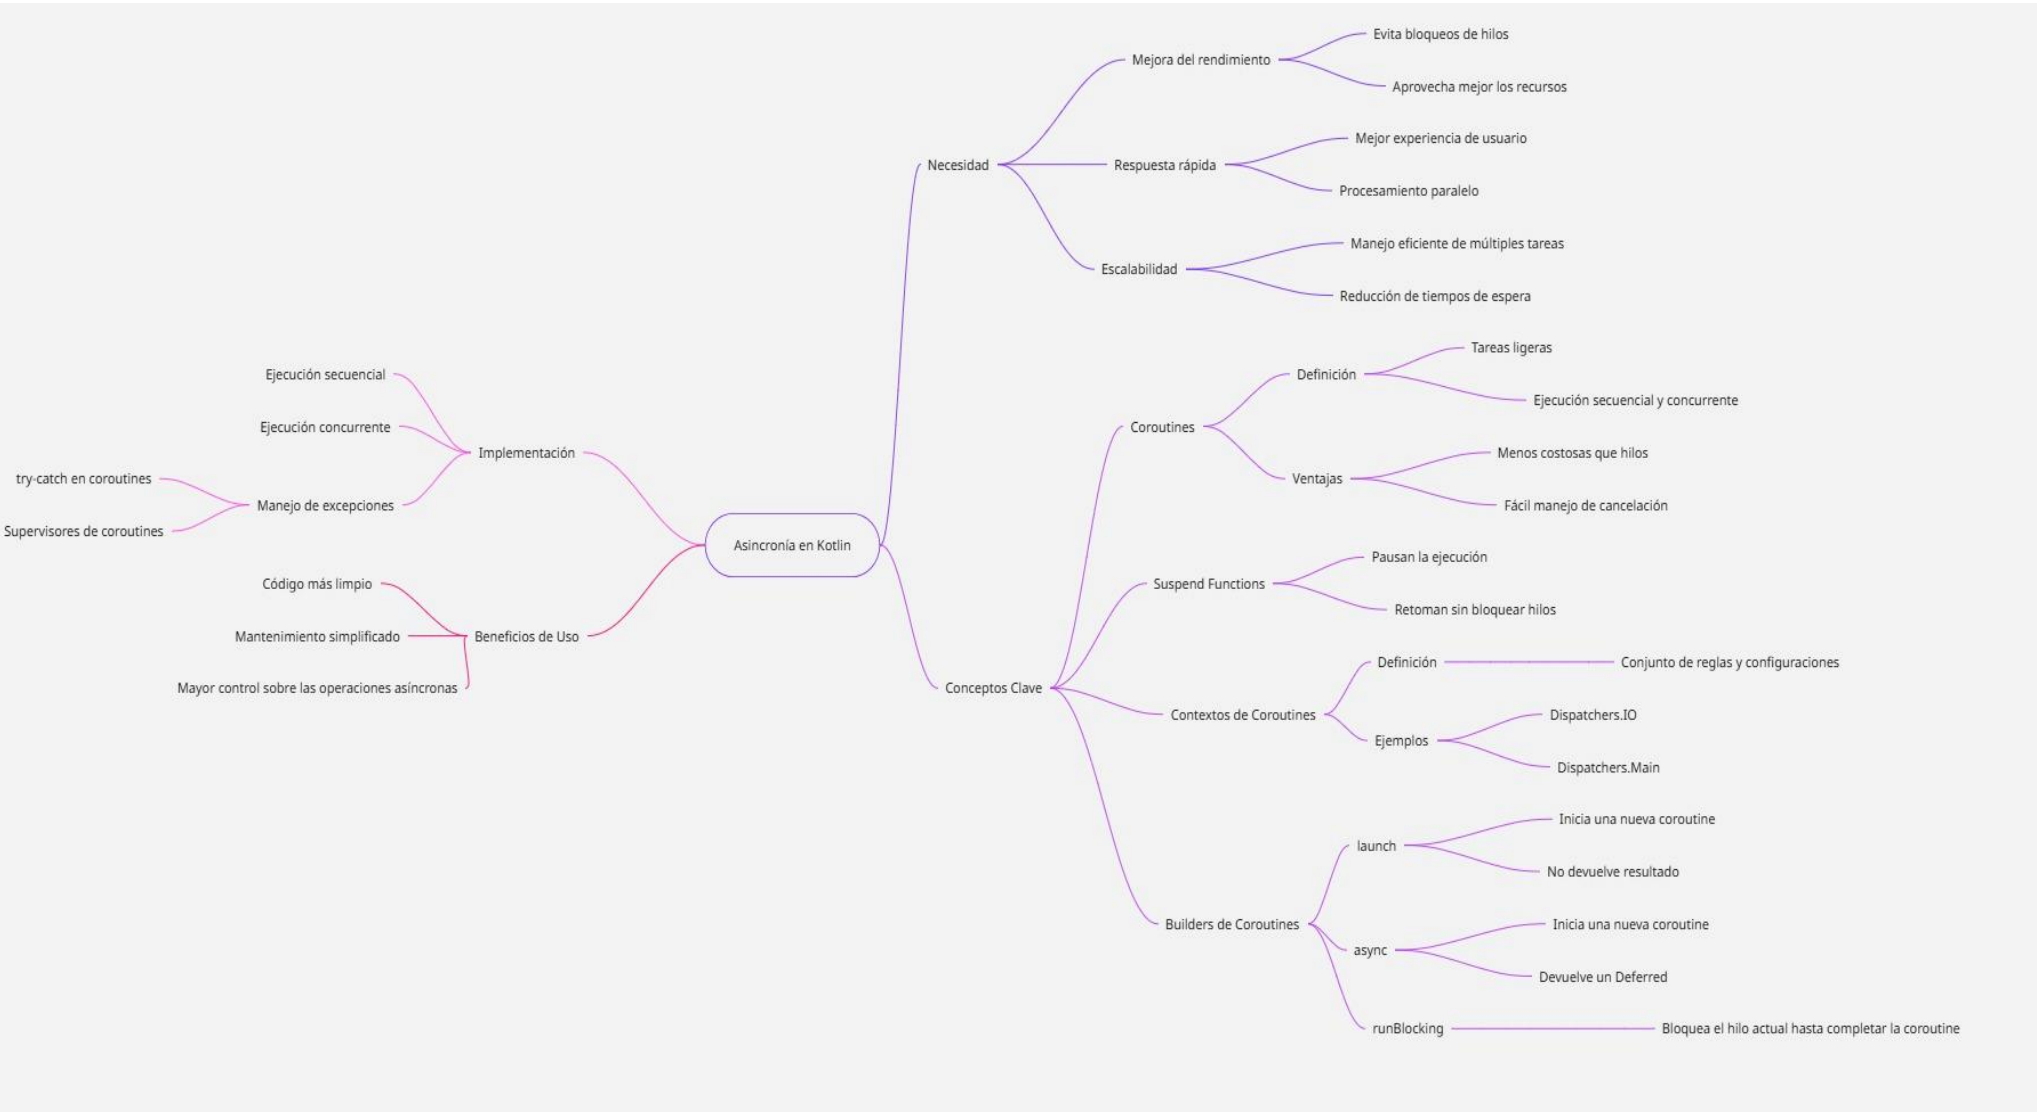 Asincronía en Kotlin
Necesidad
Mejora del rendimiento
Evita bloqueos de hilos
Aprovecha mejor los recursos
Respuesta rápida
Mejor experiencia de usuario
Procesamiento paralelo
Escalabilidad
Manejo eficiente de múltiples tareas
Reducción de tiempos de espera
Conceptos Clave
Coroutines
Definición
Tareas ligeras
Ejecución secuencial y concurrente
Ventajas
Menos costosas que hilos
Fácil manejo de cancelación
Suspend Functions
Pausan la ejecución
Retoman sin bloquear hilos
Contextos de Coroutines
Definición
Conjunto de reglas y configuraciones
Ejemplos
Dispatchers.IO
Dispatchers.Main
Builders de Coroutines
launch
Inicia una nueva coroutine
No devuelve resultado
async
Inicia una nueva coroutine
Devuelve un Deferred
runBlocking
Bloquea el hilo actual hasta completar la coroutine
Implementación
Ejecución secuencial
Ejecución concurrente
Manejo de excepciones
try-catch en coroutines
Supervisores de coroutines
Beneficios de Uso
Código más limpio
Mantenimiento simplificado
Mayor control sobre las operaciones asíncronas